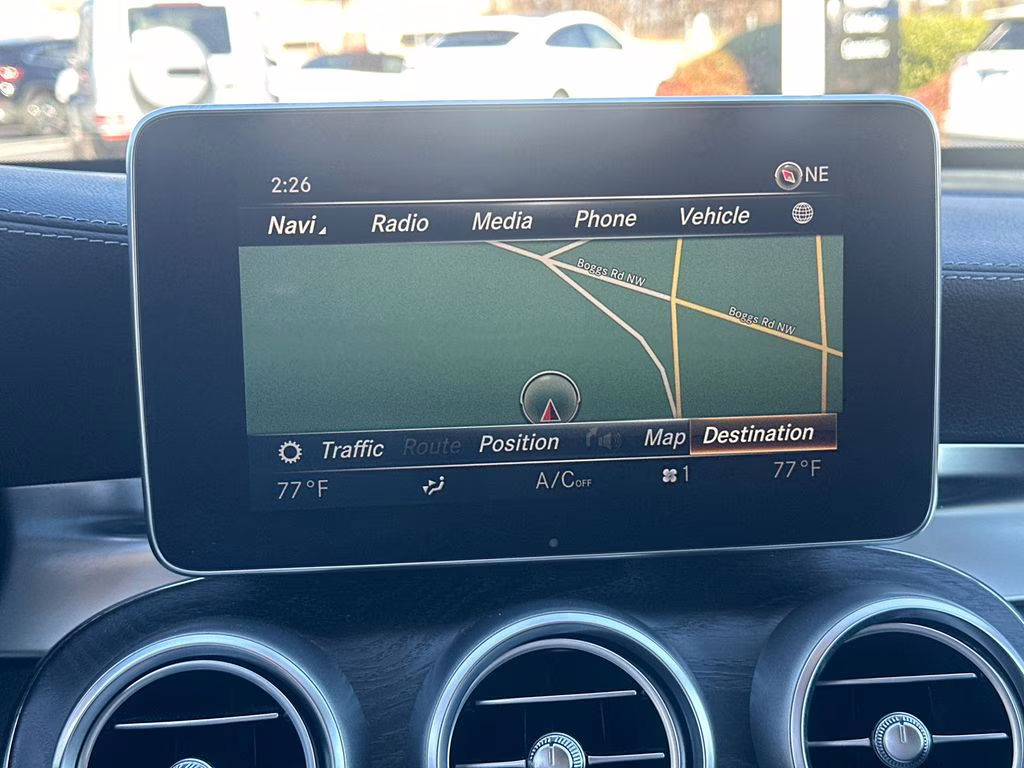 2:26
NE
Navi Radio Media Phone Vehicle
Boggs Rd NW
Boggs Rd NW
Traffic Route Position Map Destination
77°F A/C OFF 1 77°F